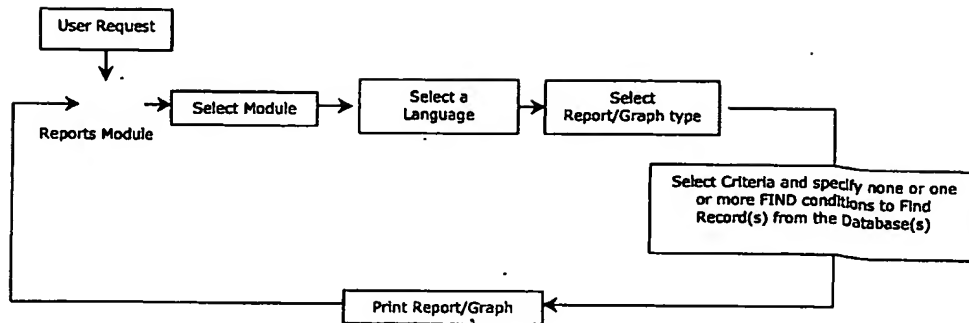 User Request
Reports Module
Select Module
Select a
Language
Select
Report/Graph type
Select Criteria and specify none or one
or more FIND conditions to Find
Record(s) from the Database(s)
Print Report/Graph